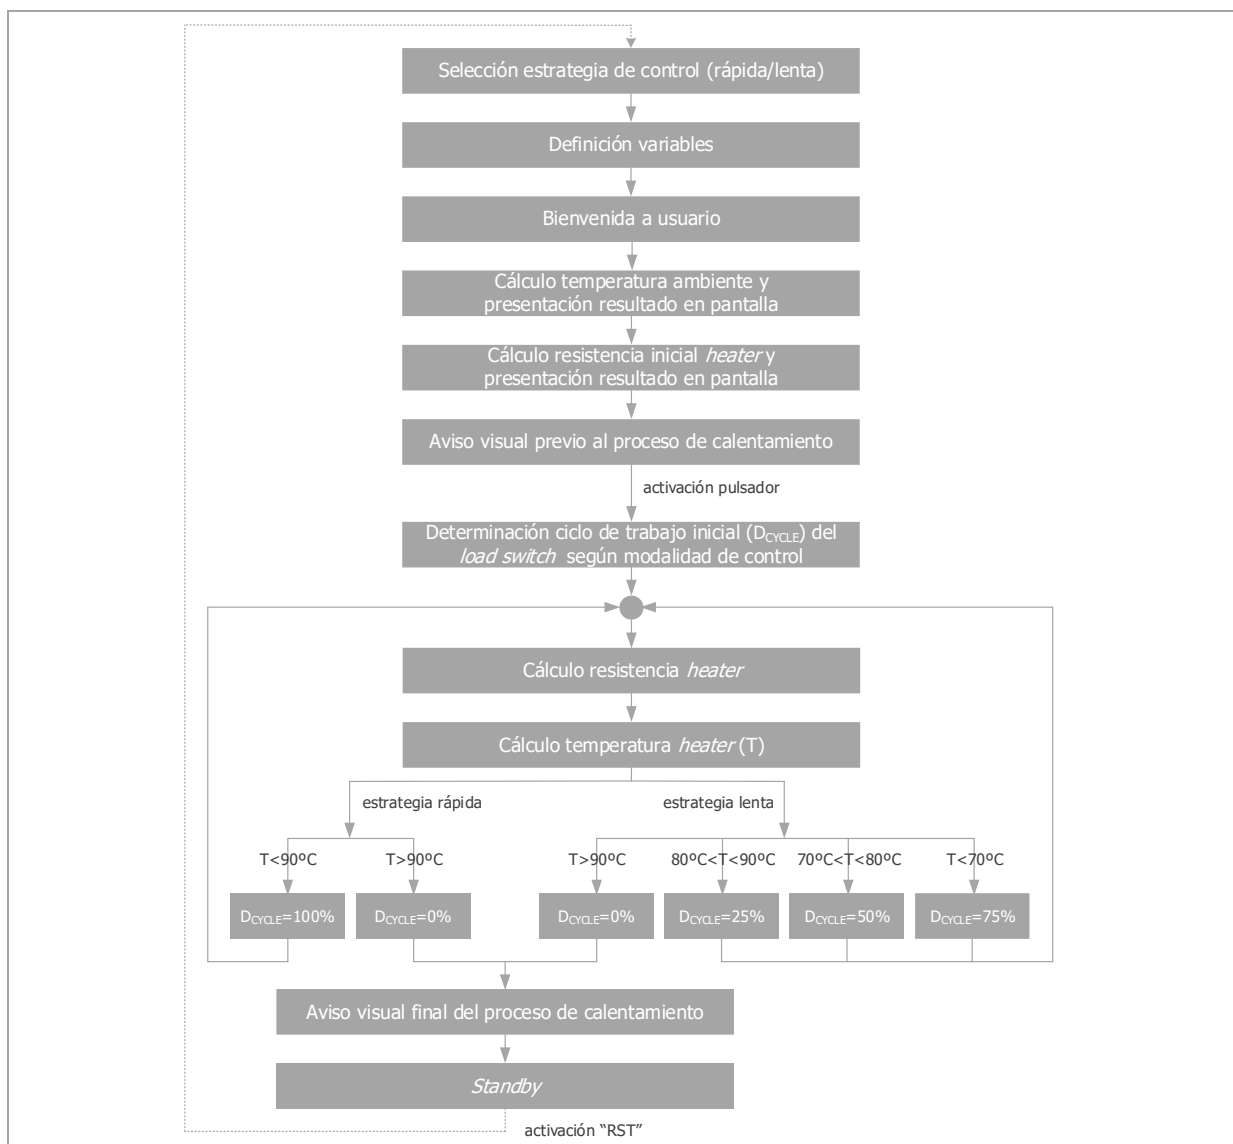 Selección estrategia de control (rápida/lenta)
Definición variables
Bienvenida a usuario
Cálculo temperatura ambiente y
presentación resultado en pantalla
Cálculo resistencia inicial heater y
presentación resultado en pantalla
Aviso visual previo al proceso de calentamiento
activación pulsador
Determinación ciclo de trabajo inicial (DCYCLE) del
load switch según modalidad de control
Cálculo resistencia heater
Cálculo temperatura heater (T)
estrategia rápida
estrategia lenta
T<90ºC
T>90ºC
T>90ºC
80ºC<T<90ºC
70ºC<T<80ºC
T<70ºC
DCYCLE=100%
DCYCLE=0%
DCYCLE=0%
DCYCLE=25%
DCYCLE=50%
DCYCLE=75%
Aviso visual final del proceso de calentamiento
Standby
activación “RST”